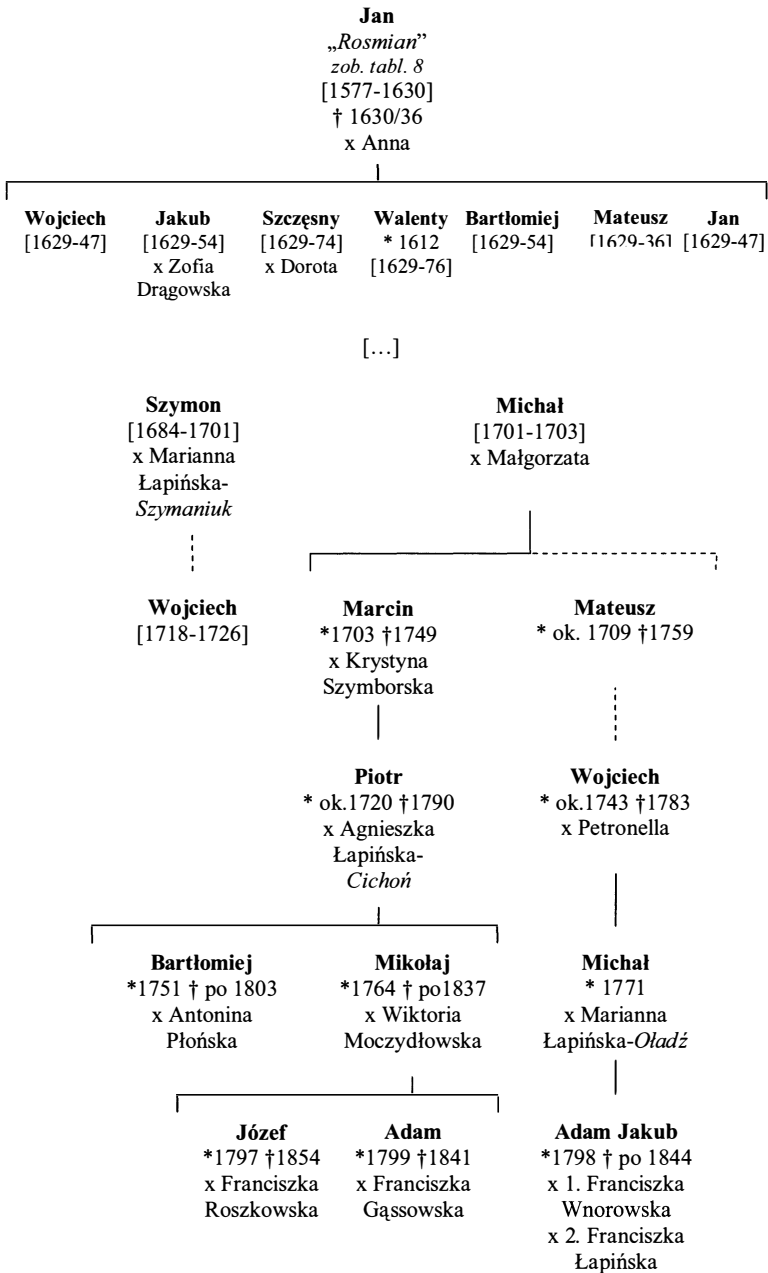 Jan
„Rosmian”
zob. tabl. 8
[1577-1630]
† 1630/36
x Anna
Wojciech
[1629-47]
Jakub
[1629-54]
x Zofia
Drągowska
Szczęsny
[1629-74]
x Dorota
Walenty
* 1612
[1629-76]
Bartłomiej
[1629-54]
Mateusz
[1629-36]
Jan
[1629-47]
[…]
Szymon
[1684-1701]
x Marianna
Łapińska-
Szymaniuk
Michał
[1701-1703]
x Małgorzata
Wojciech
[1718-1726]
Marcin
*1703 †1749
x Krystyna
Szymborska
Mateusz
* ok. 1709 †1759
Piotr
* ok.1720 †1790
x Agnieszka
Łapińska-
Cichoń
Wojciech
* ok.1743 †1783
x Petronella
Bartłomiej
*1751 † po 1803
x Antonina
Płońska
Mikołaj
*1764 † po1837
x Wiktoria
Moczydłowska
Michał
* 1771
x Marianna
Łapińska-Oładź
Józef
*1797 †1854
x Franciszka
Roszkowska
Adam
*1799 †1841
x Franciszka
Gąssowska
Adam Jakub
*1798 † po 1844
x 1. Franciszka
Wnorowska
x 2. Franciszka
Łapińska